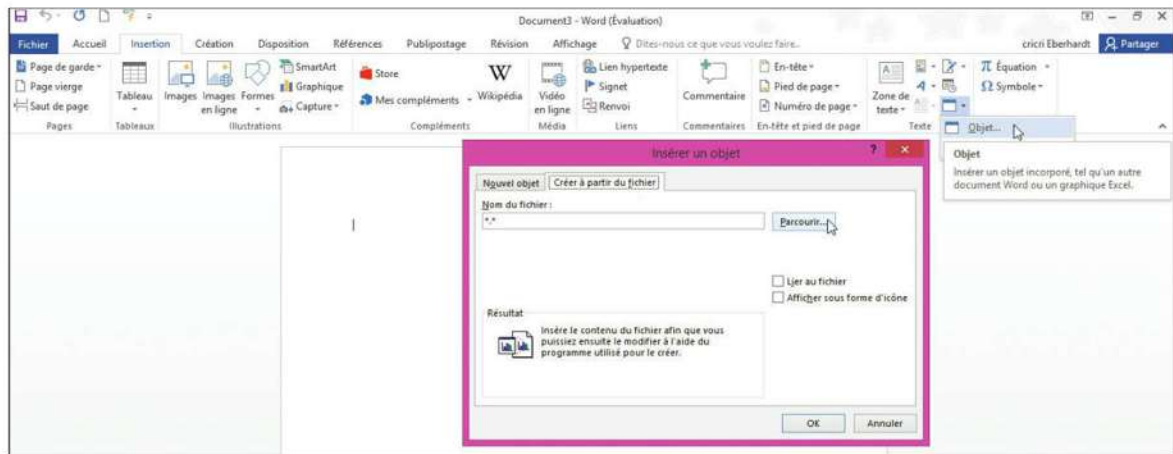 Document3 - Word (Évaluation)
Fichier Accueil Insertion Création Disposition Références Publipostage Révision Affichage Dites-nous ce que vous voulez faire... cricri Eberhardt Partager
Page de garde
Page vierge
Saut de page
Pages
Tableau
Tableaux
Images
Images en ligne
Formes
SmartArt
Graphique
Capture
Illustrations
Store
Mes compléments
W
Wikipédia
Compléments
Vidéo en ligne
Média
Lien hypertexte
Signet
Renvoi
Liens
Commentaire
Commentaires
En-tête
Pied de page
Numéro de page
En-tête et pied de page
Zone de texte
Texte
π Équation
Ω Symbole
Objet...
Objet
Insérer un objet incorporé, tel qu'un autre
document Word ou un graphique Excel.
Insérer un objet
?
Nouvel objet Créer à partir du fichier
Nom du fichier :
*.*
Parcourir...
Lier au fichier
Afficher sous forme d'icône
Résultat
Insère le contenu du fichier afin que vous
puissiez ensuite le modifier à l'aide du
programme utilisé pour le créer.
OK Annuler